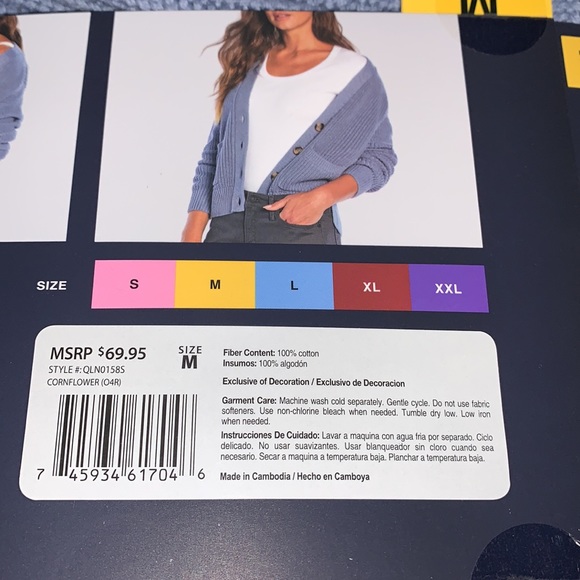 M
SIZE S M L XL XXL
MSRP $69.95
STYLE #: QLN0158S
CORNFLOWER (O4R)
SIZE
M
7 45934 61704 6
Fiber Content: 100% cotton
Insumos: 100% algodón
Exclusive of Decoration / Exclusivo de Decoracion
Garment Care: Machine wash cold separately. Gentle cycle. Do not use fabric
softeners. Use non-chlorine bleach when needed. Tumble dry low. Low iron
when needed.
Instrucciones De Cuidado: Lavar a maquina con agua fria por separado. Ciclo
delicado. No usar suavizantes. Usar blanqueador sin cloro cuando sea
necesario. Secar a maquina a temperatura baja. Planchar a temperatura baja.
Made in Cambodia / Hecho en Camboya